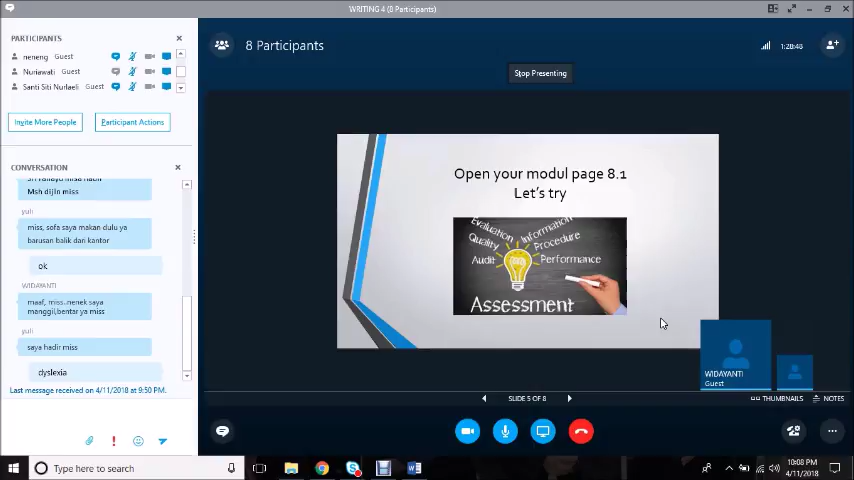 WRITING 4 (8 Participants)
PARTICIPANTS
neneng Guest
Nuriawati Guest
Santi Siti Nurlaeli Guest
Invite More People
Participant Actions
CONVERSATION
Msh dijln miss
yuli
miss, sofa saya makan dulu ya
barusan balik dari kantor
ok
WIDAYANTI
maaf, miss..nenek saya
manggil,bentar ya miss
yuli
saya hadir miss
dyslexia
Last message received on 4/11/2018 at 9:50 PM.
8 Participants
1:28:48
Stop Presenting
Open your modul page 8.1
Let's try
Evaluation
Information
Quality
Procedure
Audit
Performance
Assessment
WIDAYANTI
Guest
SLIDE 5 OF 8
THUMBNAILS
NOTES
Type here to search
10:08 PM
4/11/2018